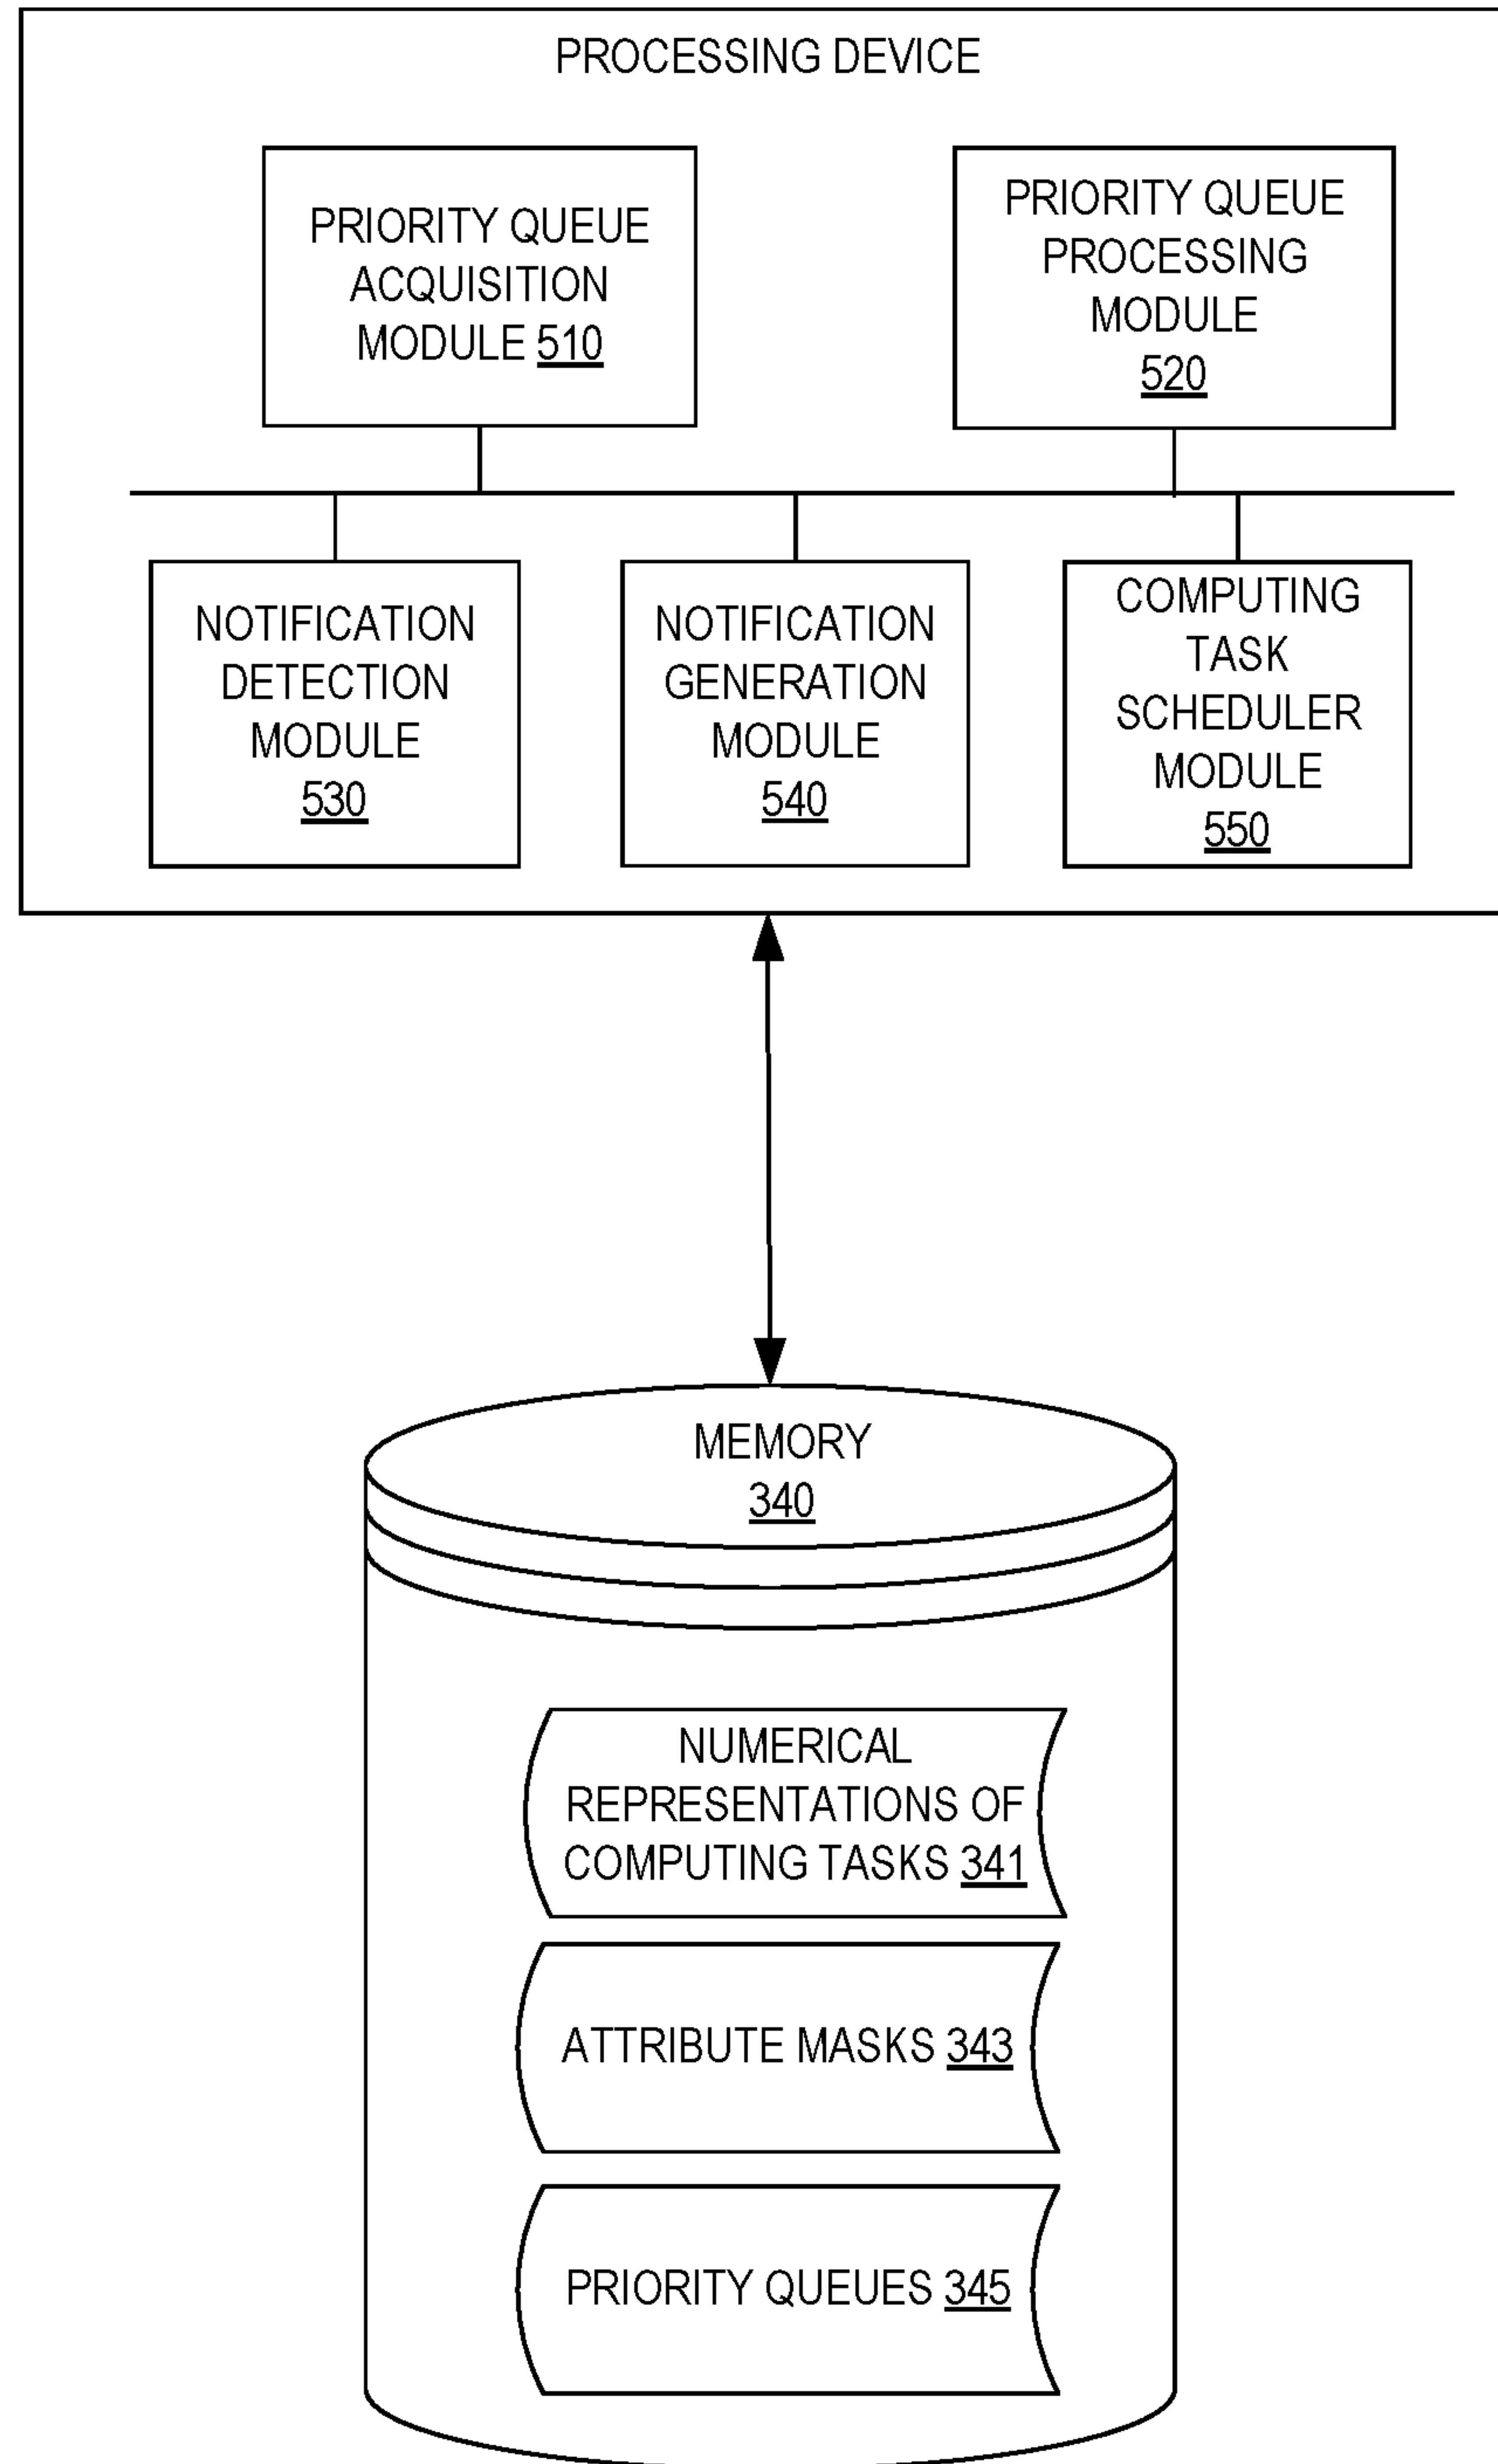 PROCESSING DEVICE
PRIORITY QUEUE
ACQUISITION
MODULE 510
PRIORITY QUEUE
PROCESSING
MODULE
520
NOTIFICATION
DETECTION
MODULE
530
NOTIFICATION
GENERATION
MODULE
540
COMPUTING
TASK
SCHEDULER
MODULE
550
MEMORY
340
NUMERICAL
REPRESENTATIONS OF
COMPUTING TASKS 341
ATTRIBUTE MASKS 343
PRIORITY QUEUES 345